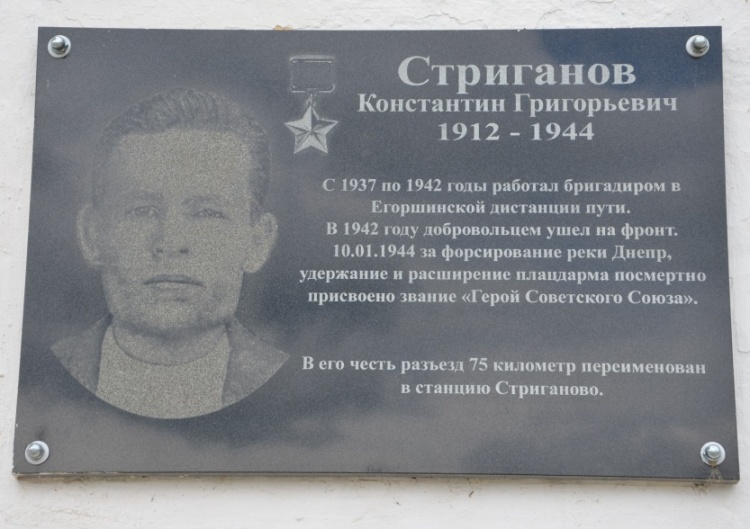 Стриганов
Константин Григорьевич
1912 - 1944
С 1937 по 1942 годы работал бригадиром в
Егоршинской дистанции пути.
В 1942 году добровольцем ушел на фронт.
10.01.1944 за форсирование реки Днепр,
удержание и расширение плацдарма посмертно
присвоено звание «Герой Советского Союза».
В его честь разъезд 75 километр переименован
в станцию Стриганово.